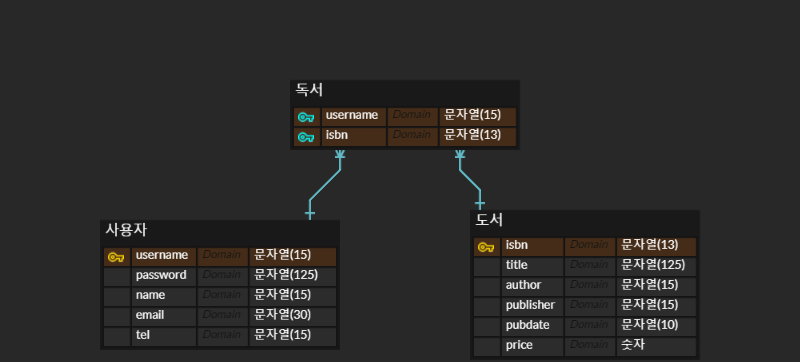 독서
username Domain 문자열(15)
isbn Domain 문자열(13)
사용자
username Domain 문자열(15)
password Domain 문자열(125)
name Domain 문자열(15)
email Domain 문자열(30)
tel Domain 문자열(15)
도서
isbn Domain 문자열(13)
title Domain 문자열(125)
author Domain 문자열(15)
publisher Domain 문자열(15)
pubdate Domain 문자열(10)
price Domain 숫자